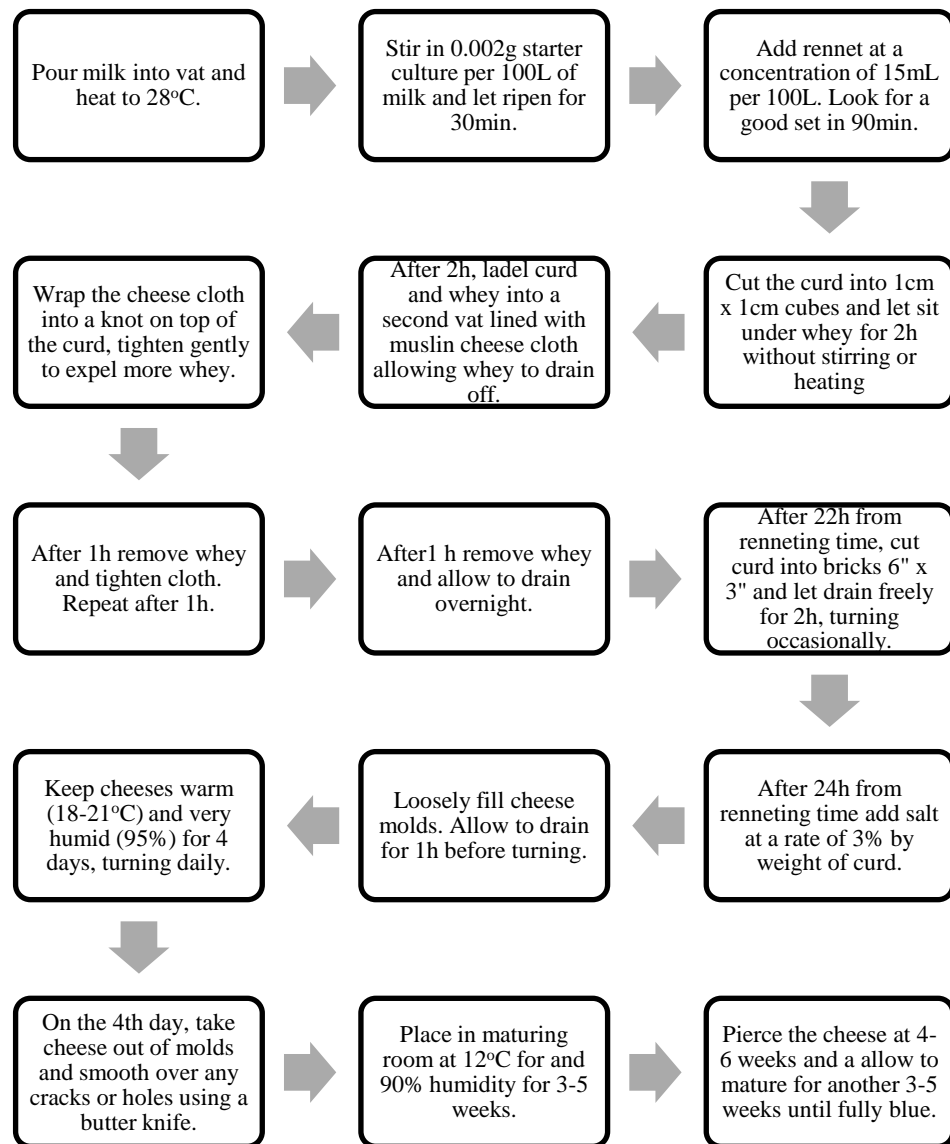 Pour milk into vat and
heat to 28°C.
Stir in 0.002g starter
culture per 100L of
milk and let ripen for
30min.
Add rennet at a
concentration of 15mL
per 100L. Look for a
good set in 90min.
Cut the curd into 1cm
x 1cm cubes and let sit
under whey for 2h
without stirring or
heating
After 2h, ladel curd
and whey into a
second vat lined with
muslin cheese cloth
allowing whey to drain
off.
Wrap the cheese cloth
into a knot on top of
the curd, tighten gently
to expel more whey.
After 1h remove whey
and tighten cloth.
Repeat after 1h.
After1 h remove whey
and allow to drain
overnight.
After 22h from
renneting time, cut
curd into bricks 6" x
3" and let drain freely
for 2h, turning
occasionally.
After 24h from
renneting time add salt
at a rate of 3% by
weight of curd.
Loosely fill cheese
molds. Allow to drain
for 1h before turning.
Keep cheeses warm
(18-21°C) and very
humid (95%) for 4
days, turning daily.
On the 4th day, take
cheese out of molds
and smooth over any
cracks or holes using a
butter knife.
Place in maturing
room at 12°C for and
90% humidity for 3-5
weeks.
Pierce the cheese at 4-
6 weeks and a allow to
mature for another 3-5
weeks until fully blue.